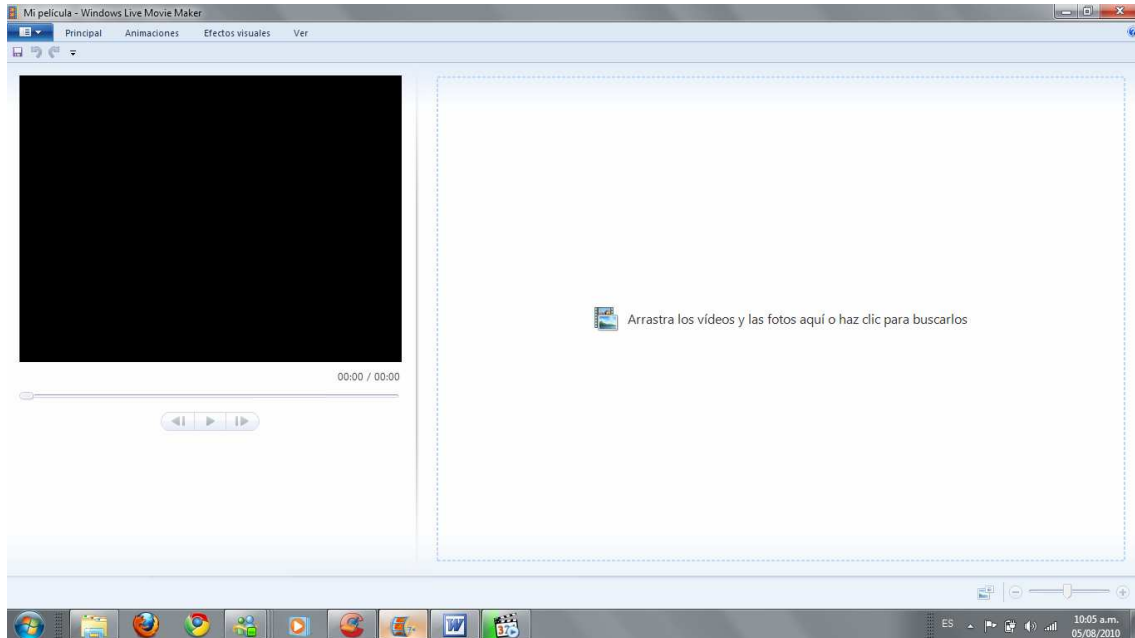 Mi película - Windows Live Movie Maker
Principal Animaciones Efectos visuales Ver
Arrastra los vídeos y las fotos aquí o haz clic para buscarlos
00:00 / 00:00
ES 10:05 a.m.
05/08/2010